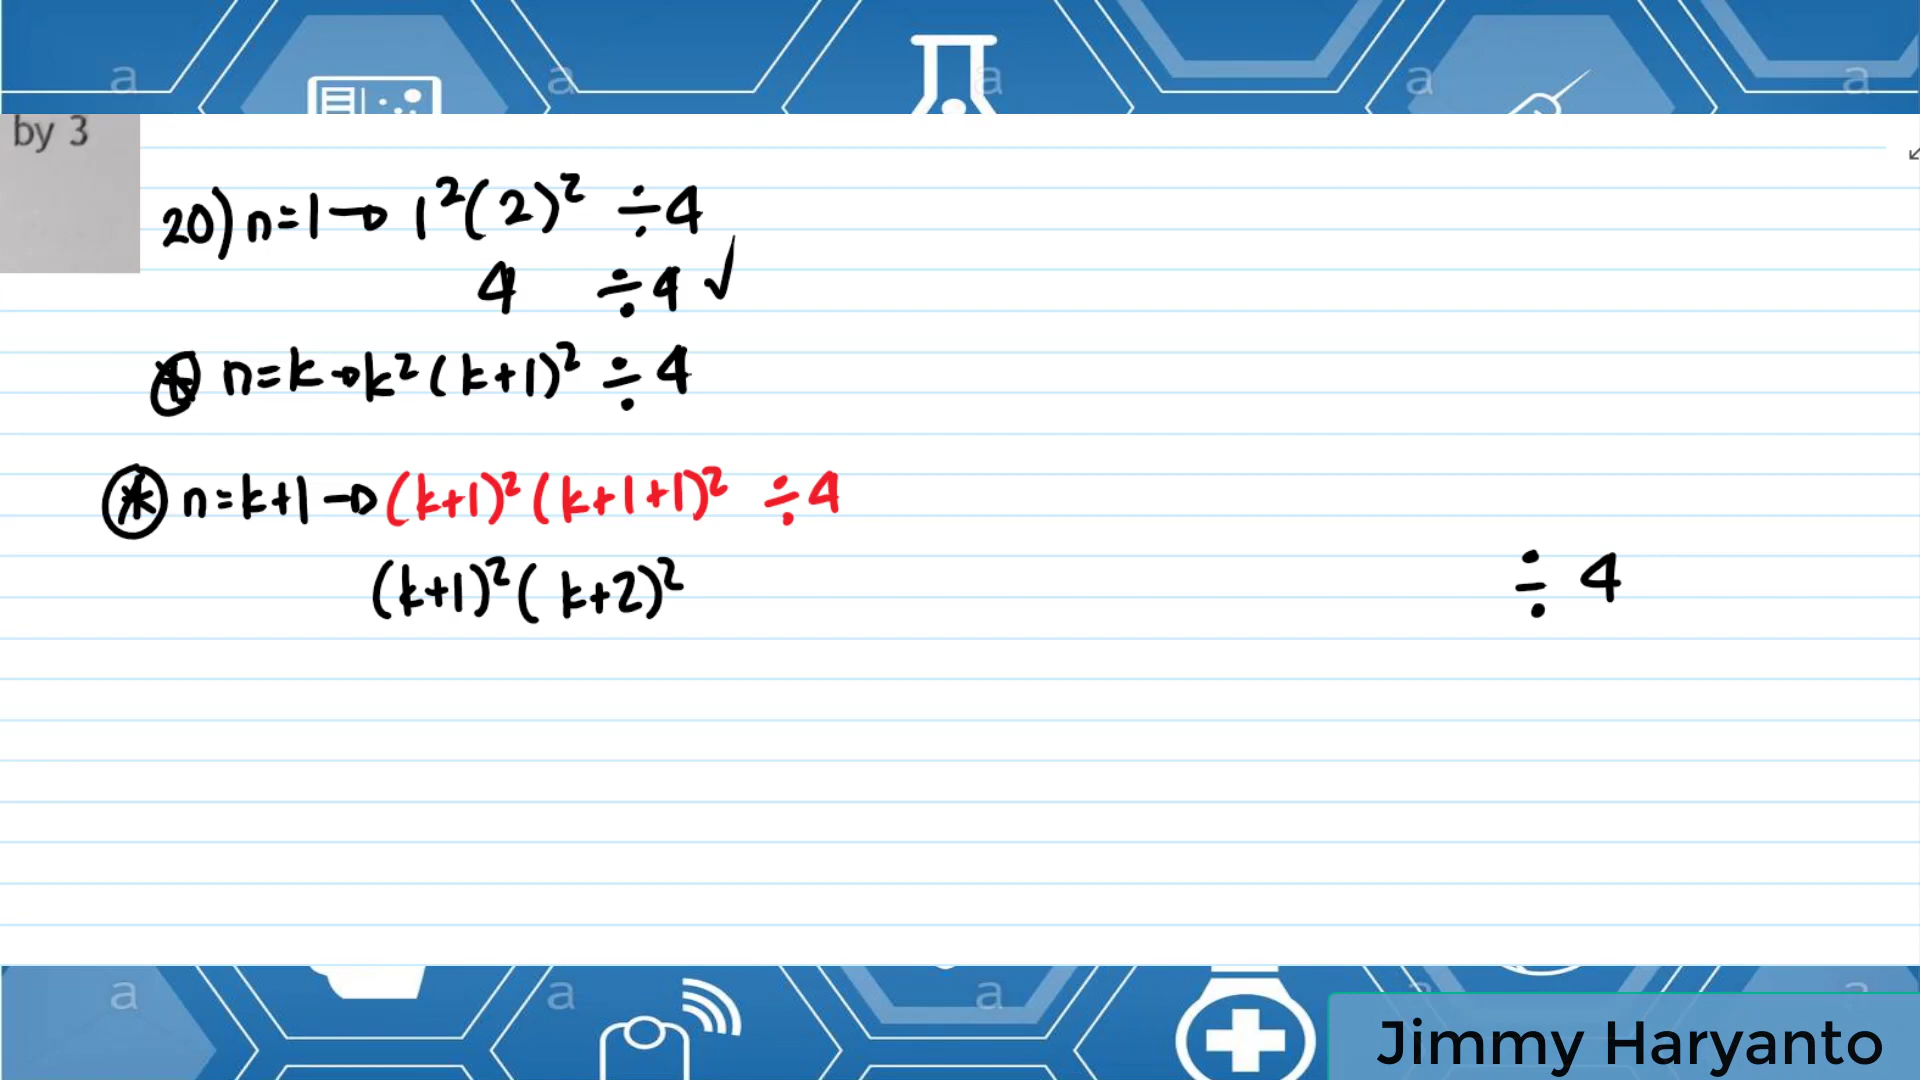 by 3
20) n=1→ 1²(2)² ÷4
4 ÷4 ✓
⊛ n=k→k²(k+1)² ÷ 4
⊛ n=k+1→(k+1)²(k+1+1)² ÷4
(k+1)²(k+2)² ÷ 4
a a a a a
a a a a a
Jimmy Haryanto